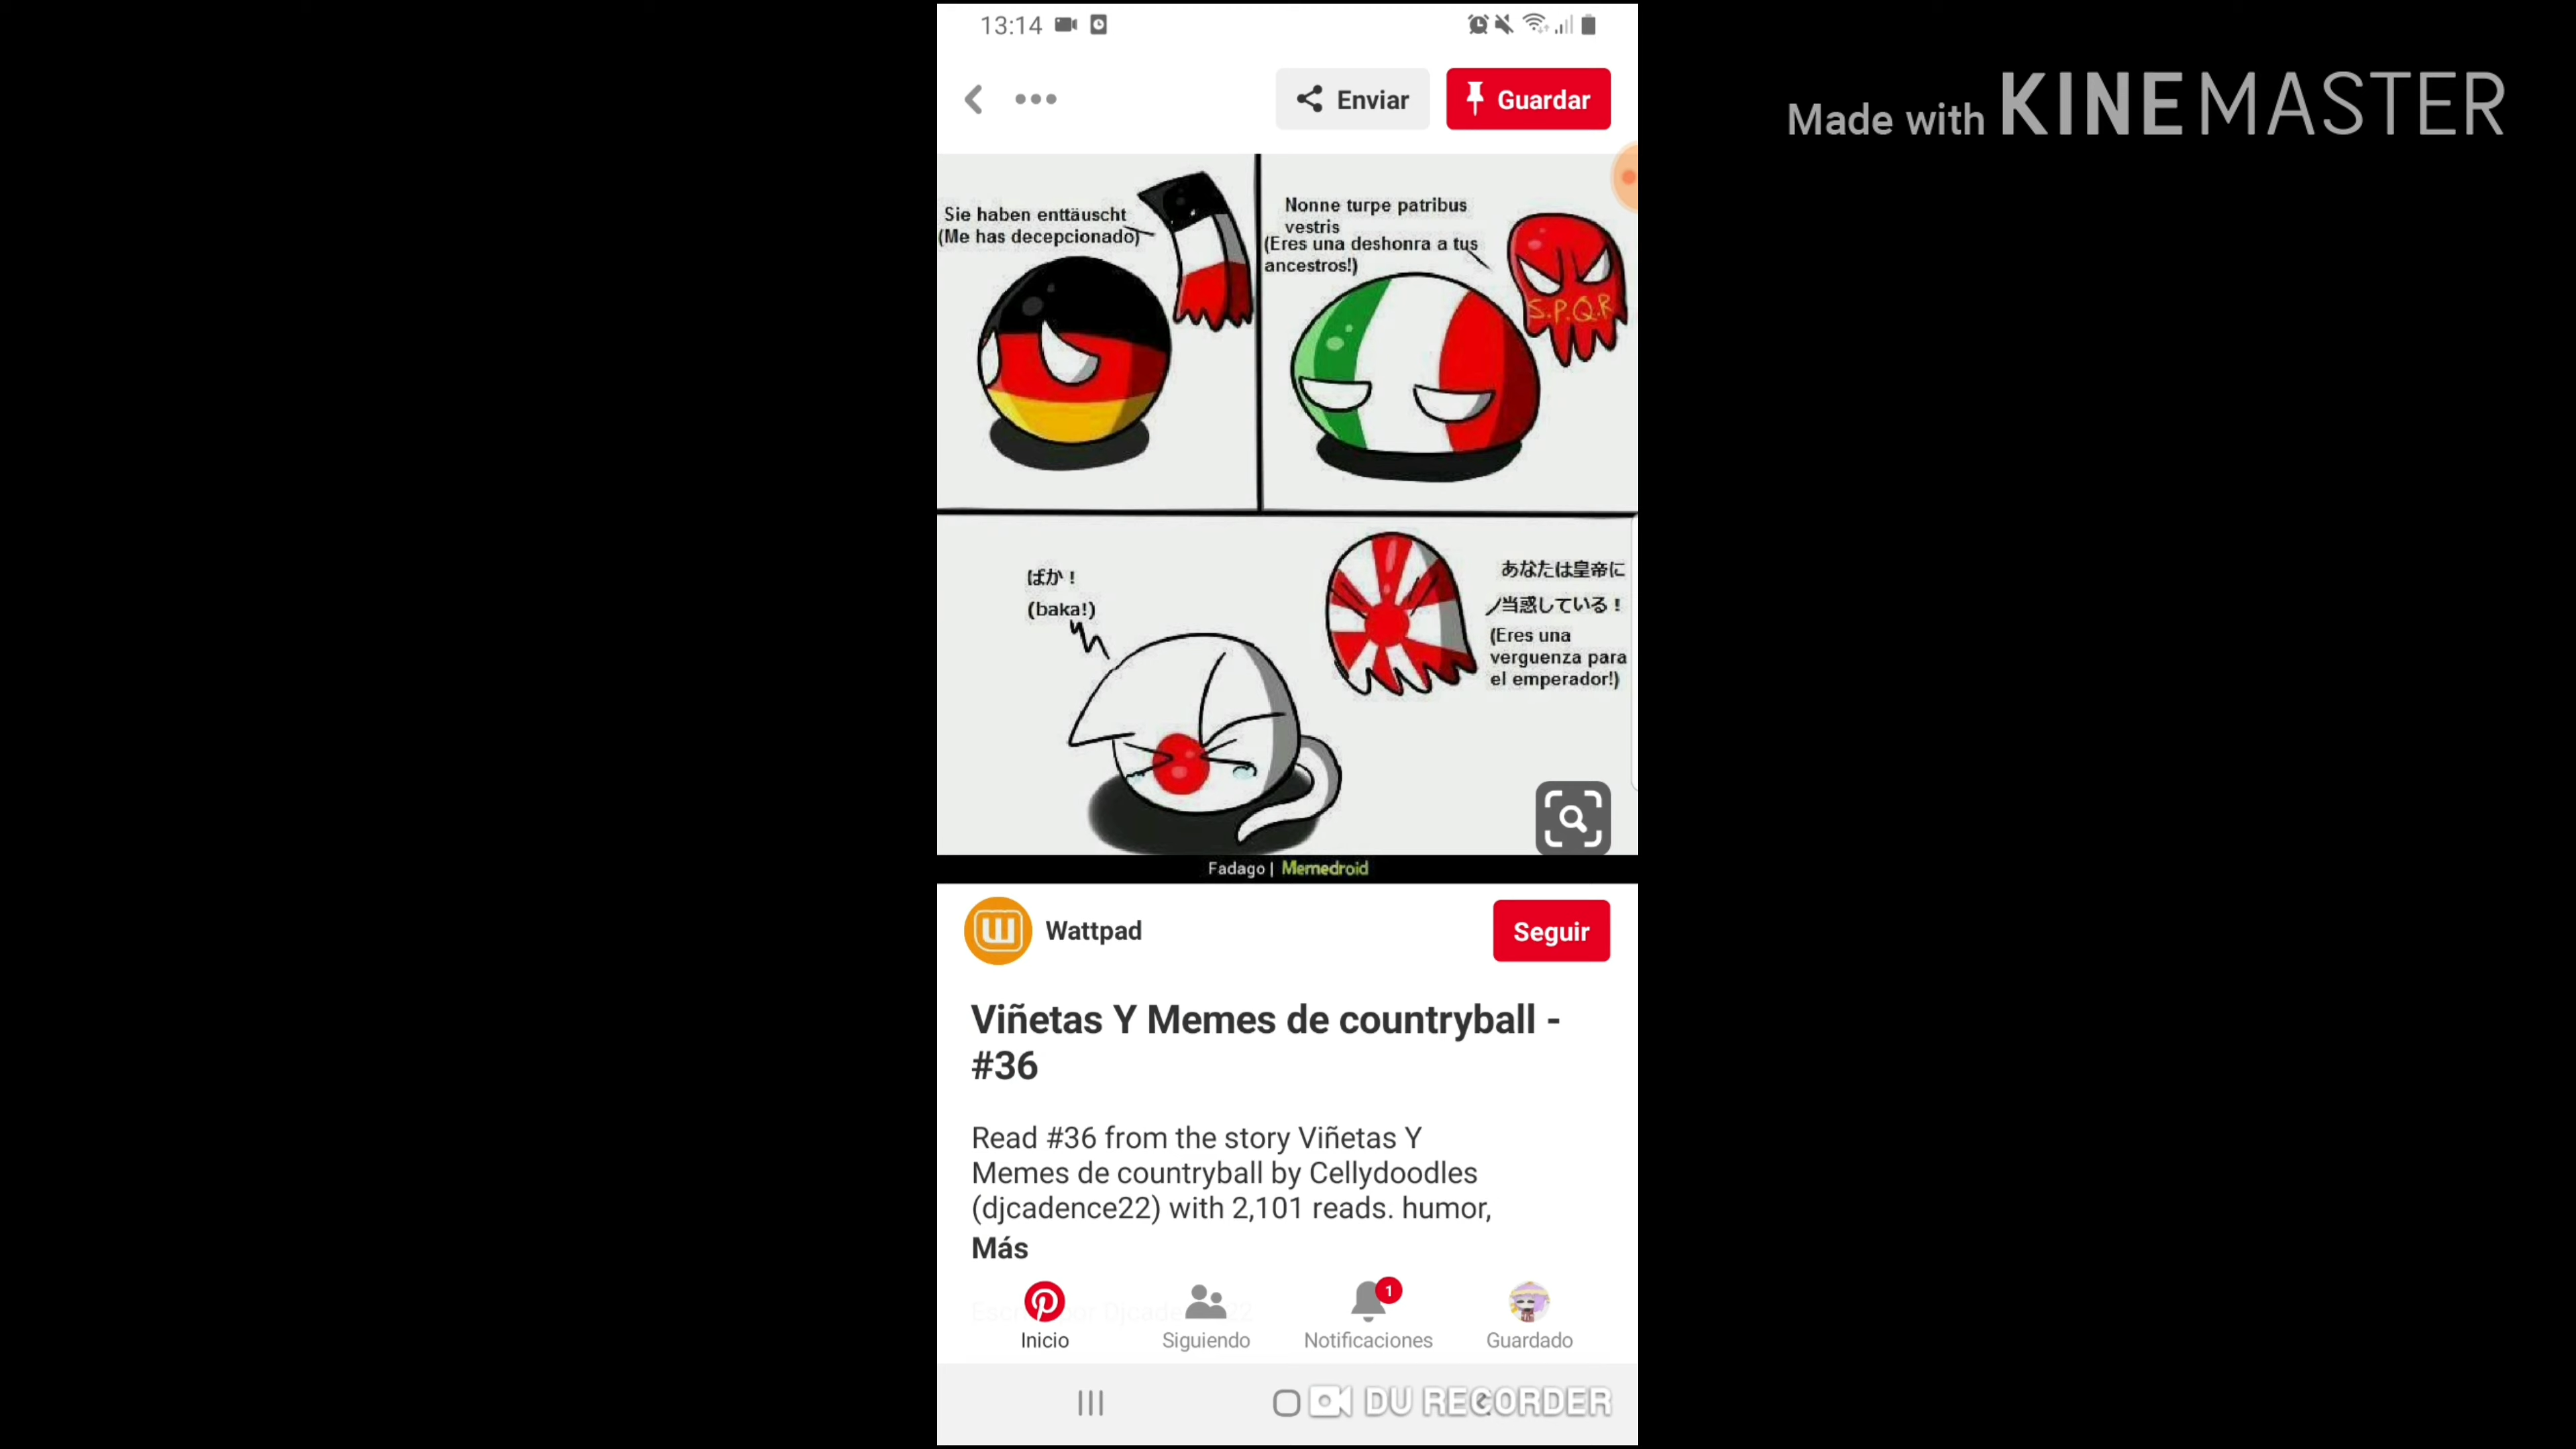 13:14
Made with KINEMASTER
Enviar
Guardar
Sie haben enttäuscht
(Me has decepcionado)
Nonne turpe patribus
vestris
(Eres una deshonra a tus
ancestros!)
S.P.Q.R
ばか！
(baka!)
あなたは皇帝に
当惑している！
(Eres una
verguenza para
el emperador!)
Fadago | Memedroid
Wattpad
Seguir
Viñetas Y Memes de countryball -
#36
Read #36 from the story Viñetas Y
Memes de countryball by Cellydoodles
(djcadence22) with 2,101 reads. humor,
Más
1
Inicio
Siguiendo
Notificaciones
Guardado
DU RECORDER